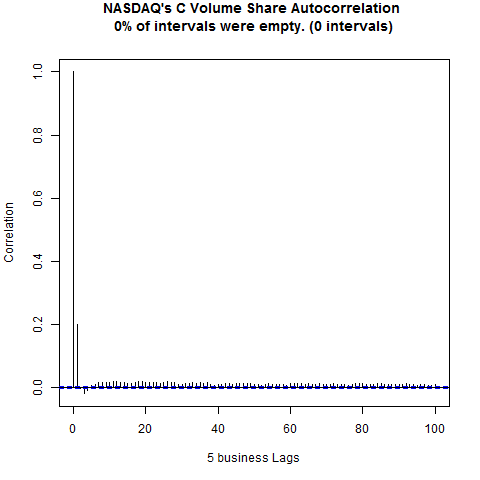 NASDAQ's C Volume Share Autocorrelation
0% of intervals were empty. (0 intervals)
1.0
0.8
0.6
0.4
0.2
0.0
Correlation
0 20 40 60 80 100
5 business Lags